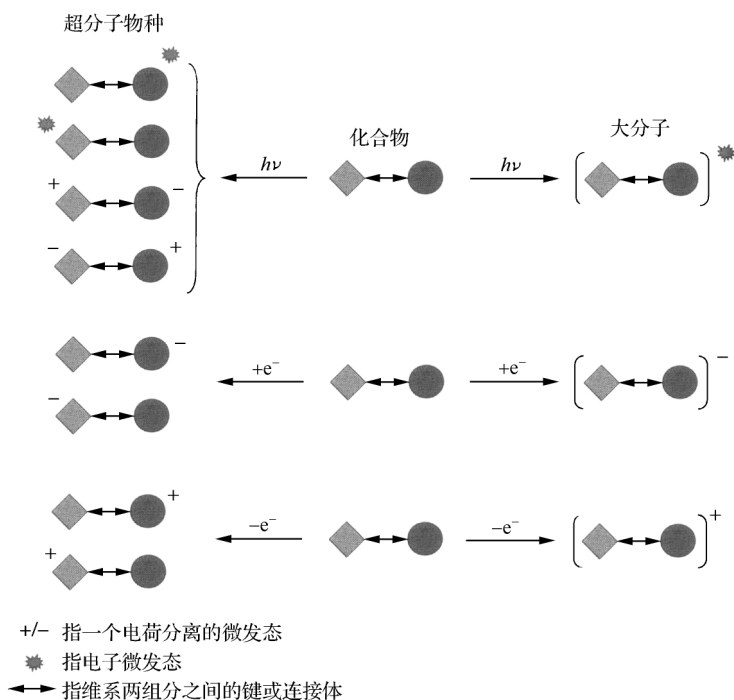 超分子物种
化合物
大分子
hν
hν
+
−
−
+
−
+e⁻
+e⁻
−
−
+
−e⁻
−e⁻
+
+
+/− 指一个电荷分离的微发态
指电子微发态
指维系两组分之间的键或连接体